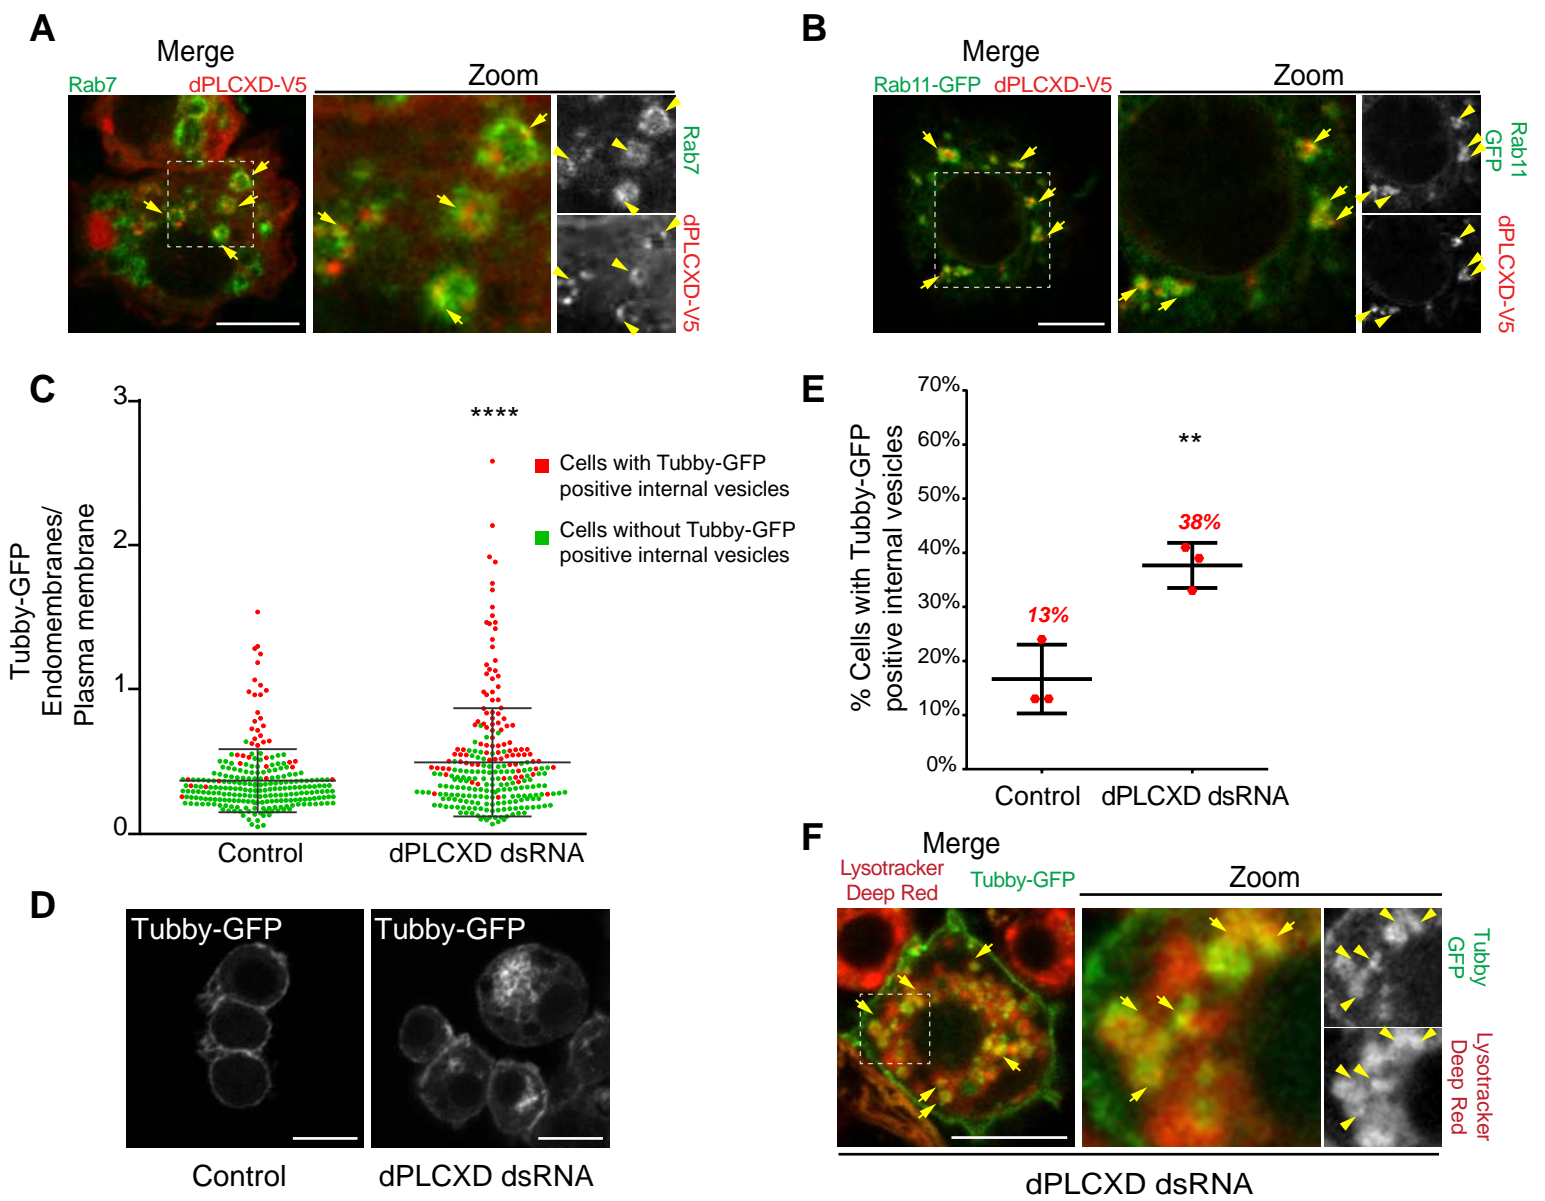 A
Merge
Rab7 dPLCXD-V5
Zoom
Rab7
dPLCXD-V5
B
Merge
Rab11-GFP dPLCXD-V5
Zoom
Rab11
GFP
dPLCXD-V5
C
3
2
1
0
Tubby-GFP
Endomembranes/
Plasma membrane
****
Cells with Tubby-GFP
positive internal vesicles
Cells without Tubby-GFP
positive internal vesicles
Control dPLCXD dsRNA
E
70%
60%
50%
40%
30%
20%
10%
0%
% Cells with Tubby-GFP
positive internal vesicles
**
38%
13%
Control dPLCXD dsRNA
D
Tubby-GFP
Tubby-GFP
Control dPLCXD dsRNA
F
Merge
Lysotracker
Deep Red
Tubby-GFP
Zoom
Tubby
GFP
Lysotracker
Deep Red
dPLCXD dsRNA